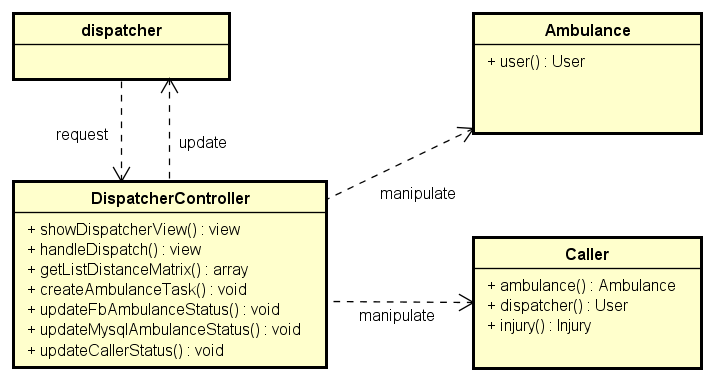 dispatcher
request
update
DispatcherController
+ showDispatcherView() : view
+ handleDispatch() : view
+ getListDistanceMatrix() : array
+ createAmbulanceTask() : void
+ updateFbAmbulanceStatus() : void
+ updateMysqlAmbulanceStatus() : void
+ updateCallerStatus() : void
Ambulance
+ user() : User
manipulate
Caller
+ ambulance() : Ambulance
+ dispatcher() : User
+ injury() : Injury
manipulate